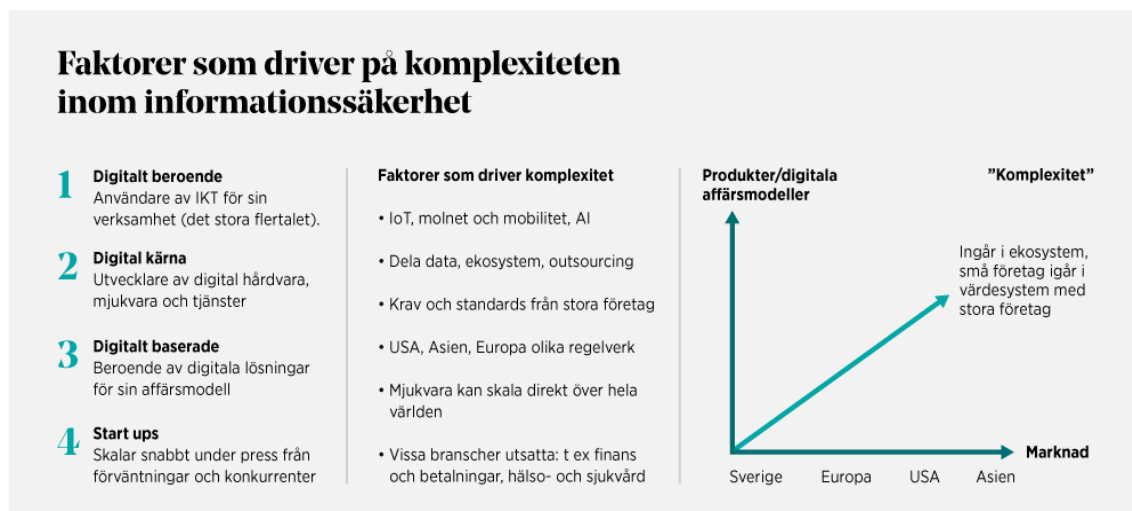 Faktorer som driver på komplexiteten
inom informationssäkerhet
1
Digitalt beroende
Användare av IKT för sin
verksamhet (det stora flertalet).
2
Digital kärna
Utvecklare av digital hårdvara,
mjukvara och tjänster
3
Digitalt baserade
Beroende av digitala lösningar
för sin affärsmodell
4
Start ups
Skalar snabbt under press från
förväntningar och konkurrenter
Faktorer som driver komplexitet
• IoT, molnet och mobilitet, AI
• Dela data, ekosystem, outsourcing
• Krav och standards från stora företag
• USA, Asien, Europa olika regelverk
• Mjukvara kan skala direkt över hela
världen
• Vissa branscher utsatta: t ex finans
och betalningar, hälso- och sjukvård
Produkter/digitala
affärsmodeller
”Komplexitet”
Ingår i ekosystem,
små företag igår i
värdesystem med
stora företag
Marknad
Sverige Europa USA Asien